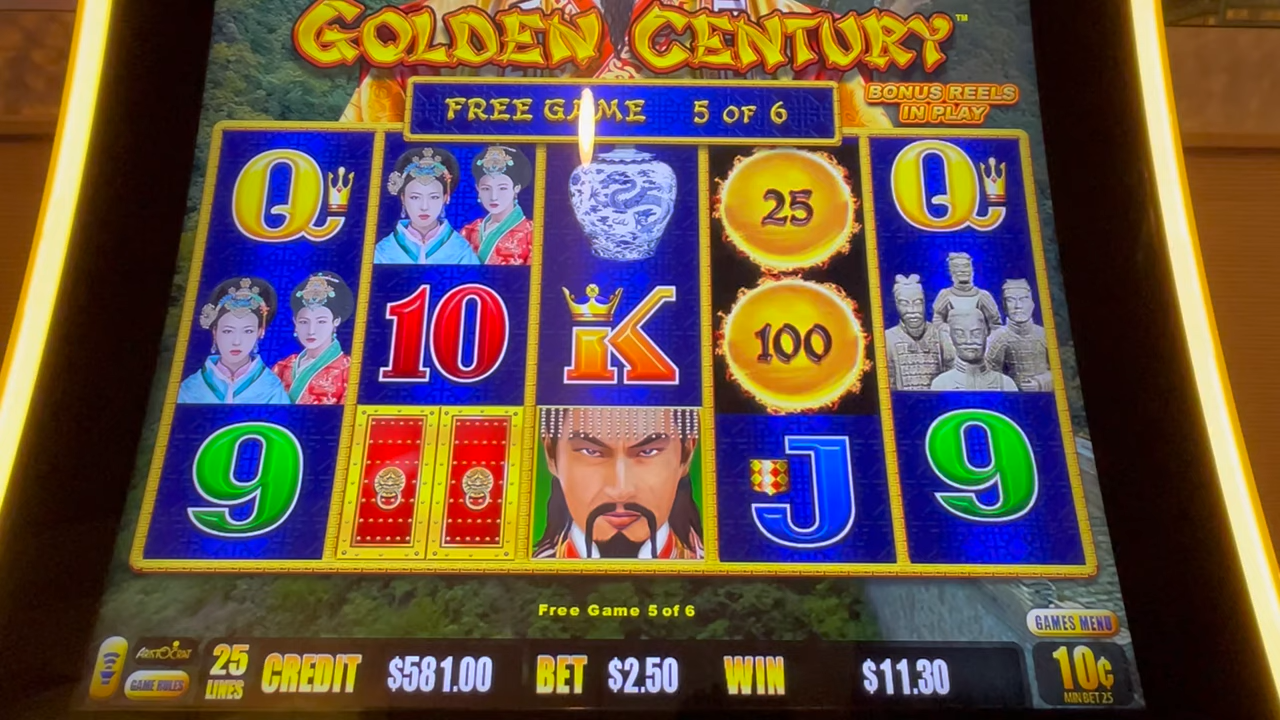 GOLDEN CENTURY™
FREE GAME 5 OF 6
BONUS REELS
IN PLAY
Q
25
Q
10
K
100
9
J
9
Free Game 5 of 6
GAMES MENU
ARISTOCRAT
GAME RULES
25
LINES
CREDIT $581.00
BET $2.50
WIN $11.30
10¢
MIN BET 25